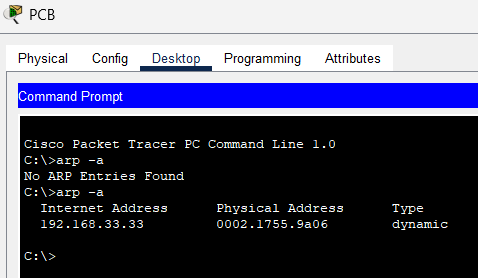 PCB
Physical Config Desktop Programming Attributes
Command Prompt
Cisco Packet Tracer PC Command Line 1.0
C:\>arp -a
No ARP Entries Found
C:\>arp -a
Internet Address Physical Address Type
192.168.33.33 0002.1755.9a06 dynamic
C:\>